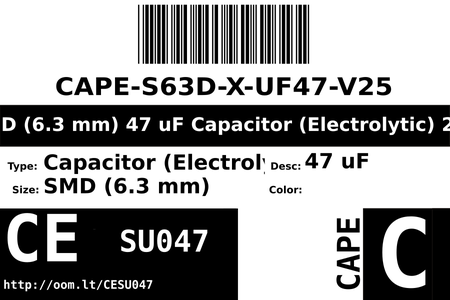 CAPE-S63D-X-UF47-V25
D (6.3 mm) 47 uF Capacitor (Electrolytic) 2
Type: Capacitor (Electroly Desc: 47 uF
Size: SMD (6.3 mm) Color:
CE SU047
http://oom.lt/CESU047
CAPE C